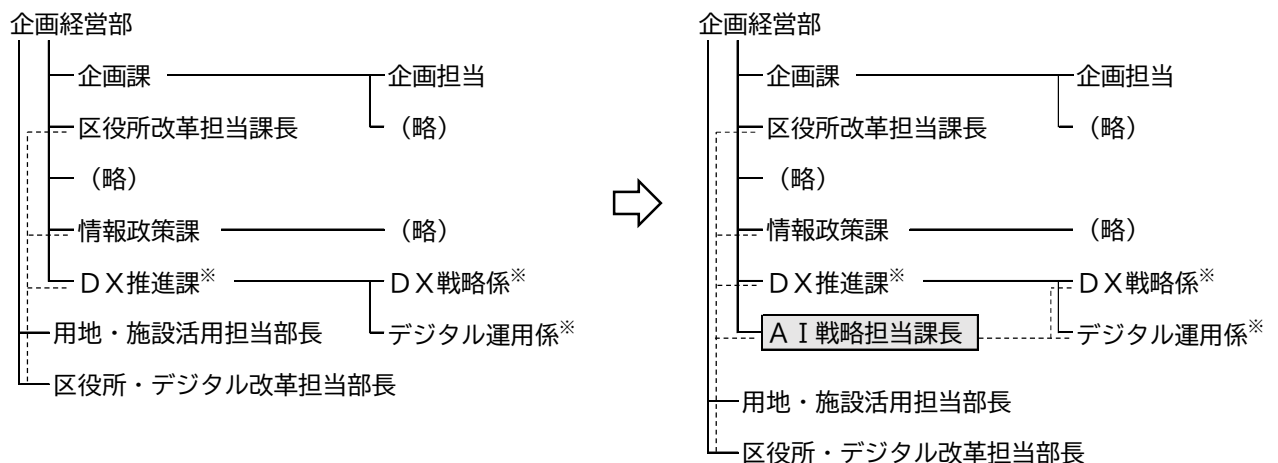 企画経営部
企画課 企画担当
区役所改革担当課長 （略）
（略）
情報政策課 （略）
ＤＸ推進課※ ＤＸ戦略係※
用地・施設活用担当部長 デジタル運用係※
区役所・デジタル改革担当部長
企画経営部
企画課 企画担当
区役所改革担当課長 （略）
（略）
情報政策課 （略）
ＤＸ推進課※ ＤＸ戦略係※
ＡＩ戦略担当課長 デジタル運用係※
用地・施設活用担当部長
区役所・デジタル改革担当部長